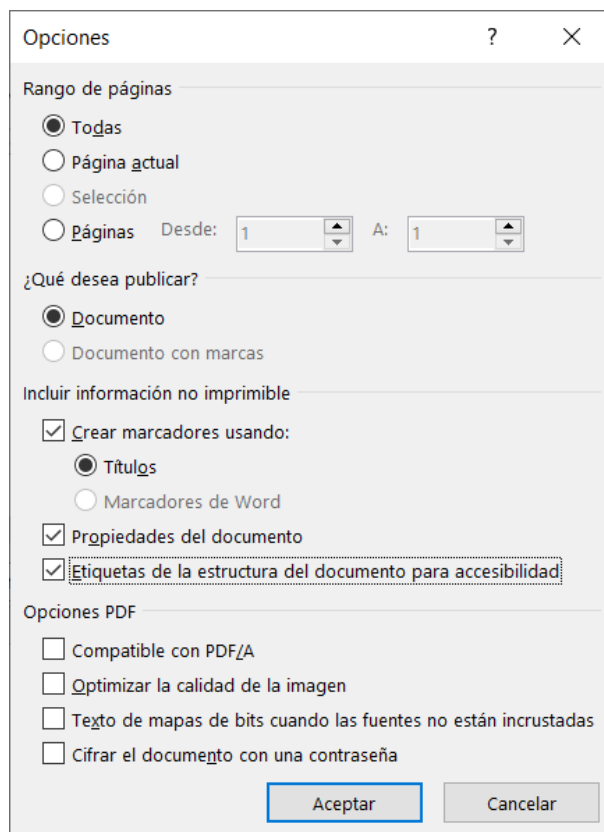 Opciones ?
Rango de páginas
Todas
Página actual
Selección
Páginas Desde: 1 A: 1
¿Qué desea publicar?
Documento
Documento con marcas
Incluir información no imprimible
Crear marcadores usando:
Títulos
Marcadores de Word
Propiedades del documento
Etiquetas de la estructura del documento para accesibilidad
Opciones PDF
Compatible con PDF/A
Optimizar la calidad de la imagen
Texto de mapas de bits cuando las fuentes no están incrustadas
Cifrar el documento con una contraseña
Aceptar Cancelar